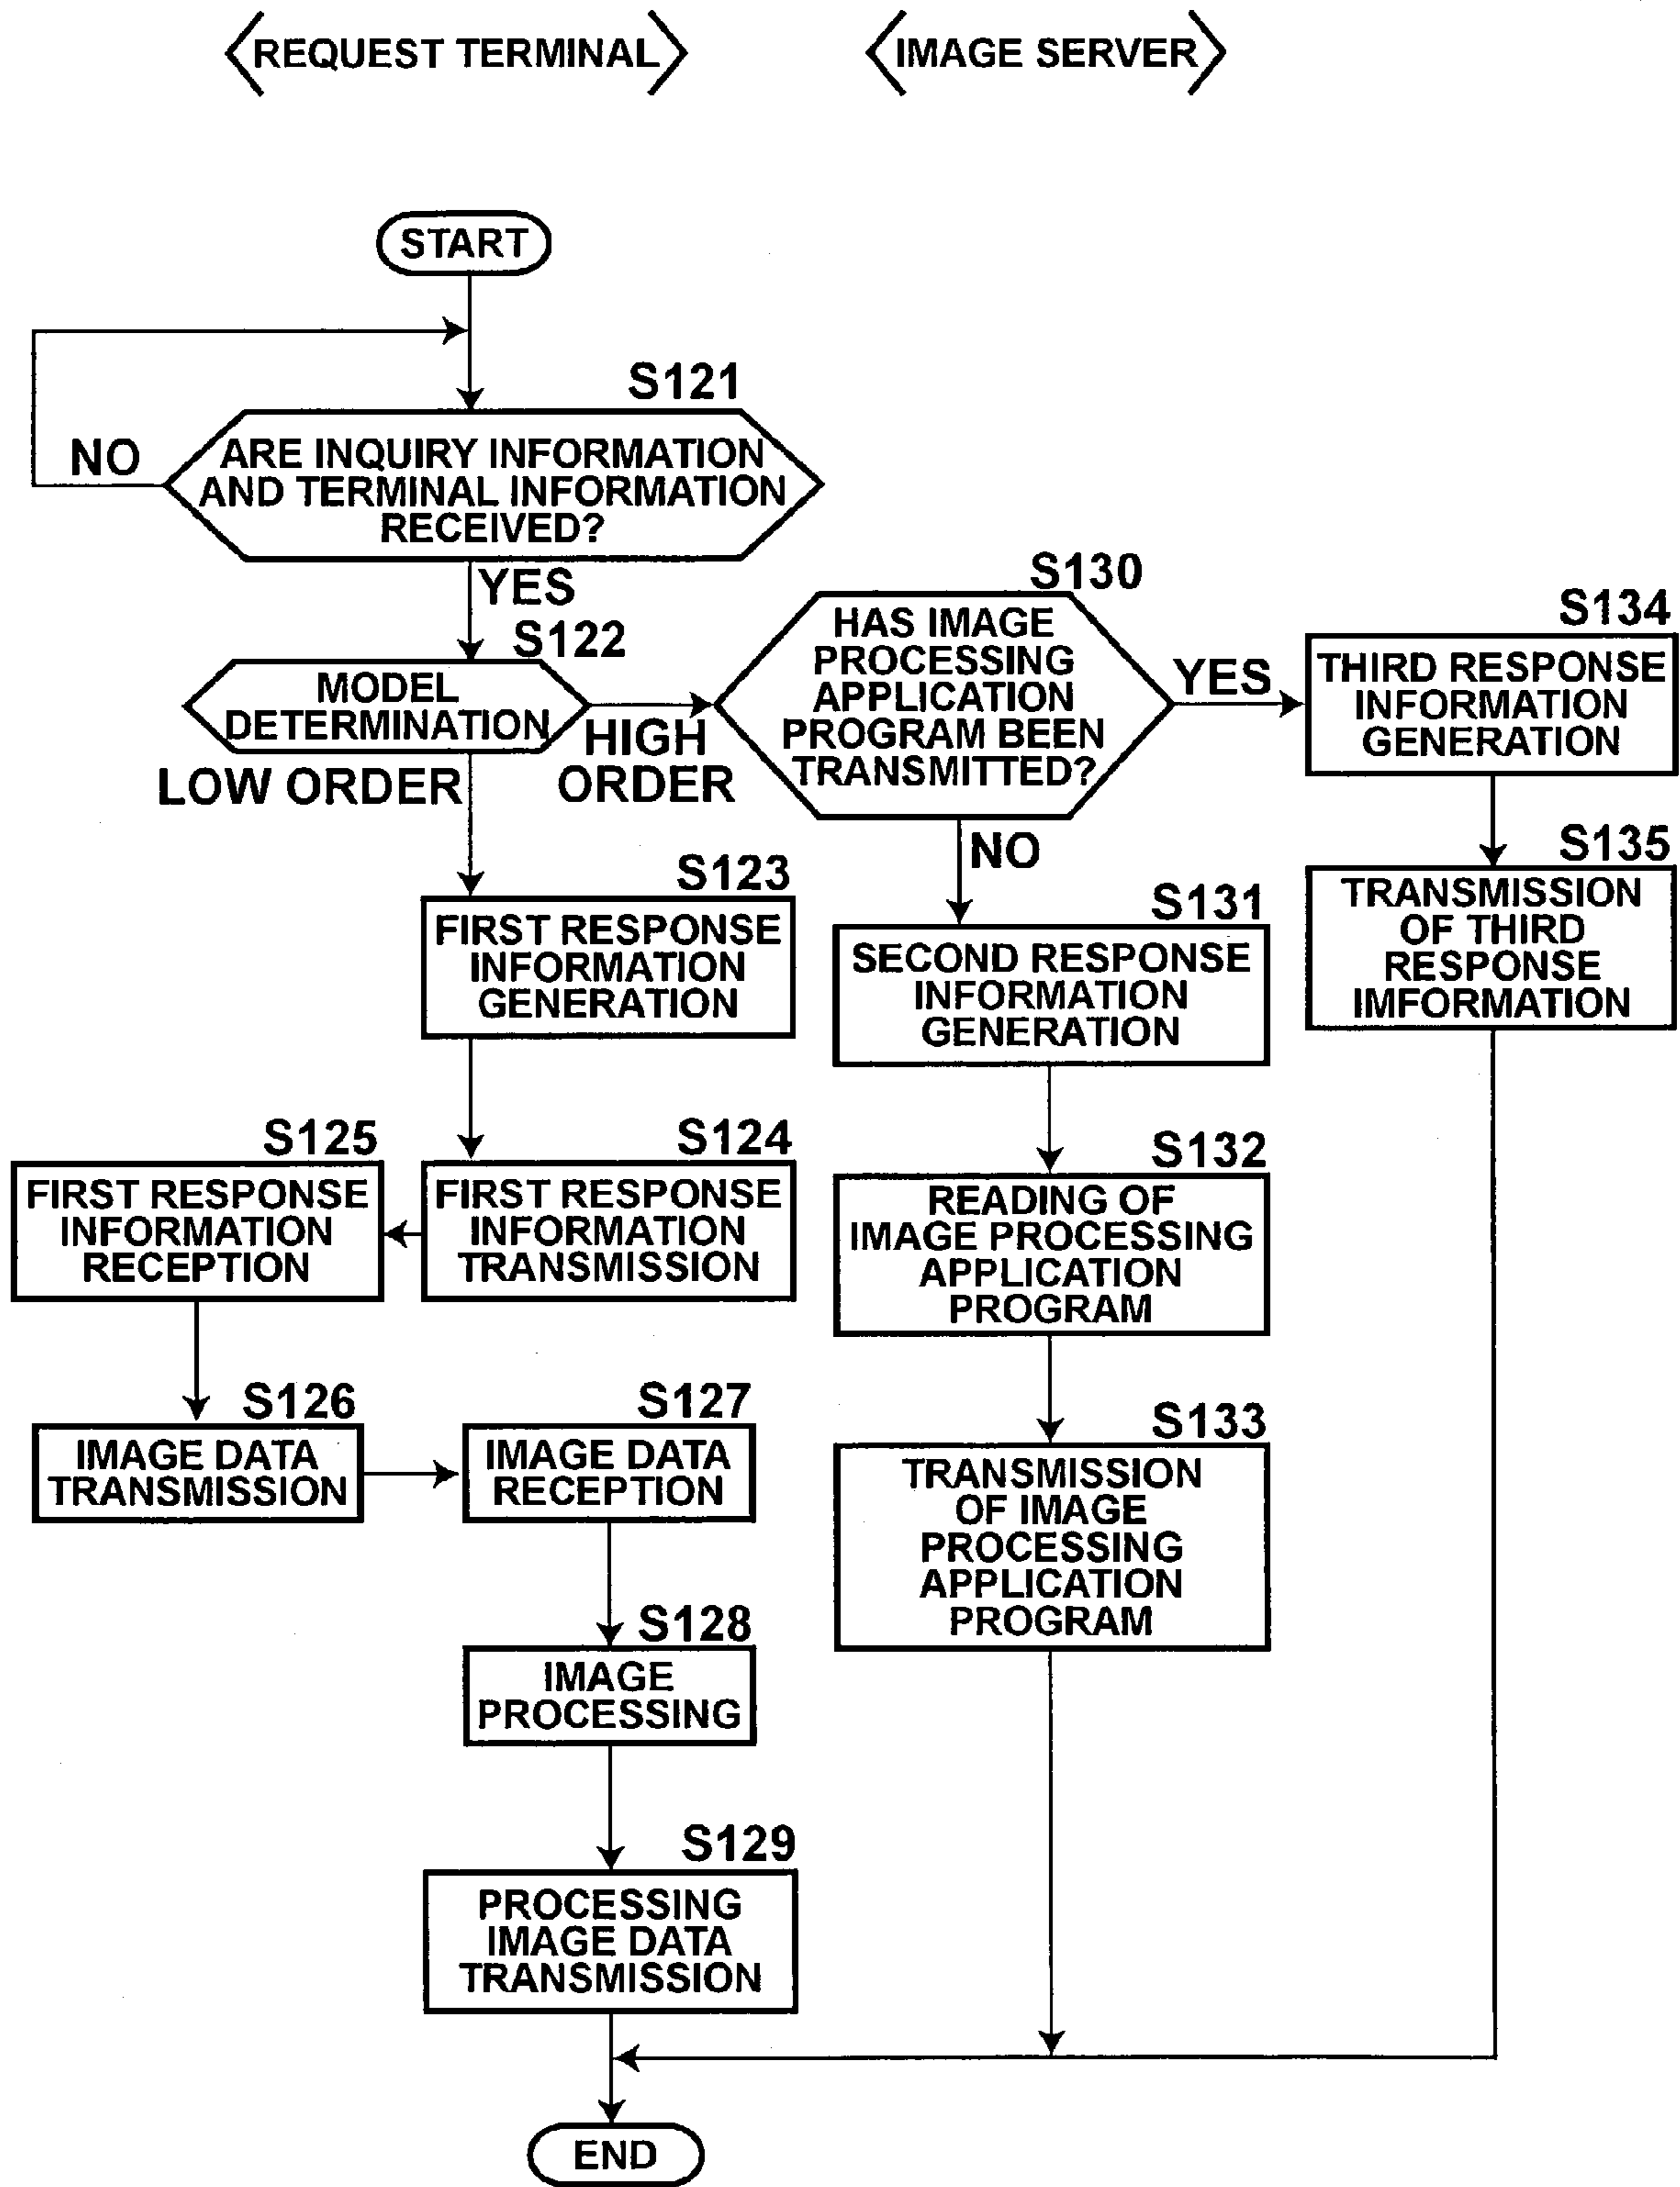 REQUEST TERMINAL
IMAGE SERVER
START
S121
NO
ARE INQUIRY INFORMATION
AND TERMINAL INFORMATION
RECEIVED?
YES
S122
MODEL
DETERMINATION
HIGH
ORDER
LOW ORDER
S130
HAS IMAGE
PROCESSING
APPLICATION
PROGRAM BEEN
TRANSMITTED?
YES
NO
S134
THIRD RESPONSE
INFORMATION
GENERATION
S135
TRANSMISSION
OF THIRD
RESPONSE
IMFORMATION
S123
FIRST RESPONSE
INFORMATION
GENERATION
S131
SECOND RESPONSE
INFORMATION
GENERATION
S125
FIRST RESPONSE
INFORMATION
RECEPTION
S124
FIRST RESPONSE
INFORMATION
TRANSMISSION
S132
READING OF
IMAGE PROCESSING
APPLICATION
PROGRAM
S126
IMAGE DATA
TRANSMISSION
S127
IMAGE DATA
RECEPTION
S133
TRANSMISSION
OF IMAGE
PROCESSING
APPLICATION
PROGRAM
S128
IMAGE
PROCESSING
S129
PROCESSING
IMAGE DATA
TRANSMISSION
END